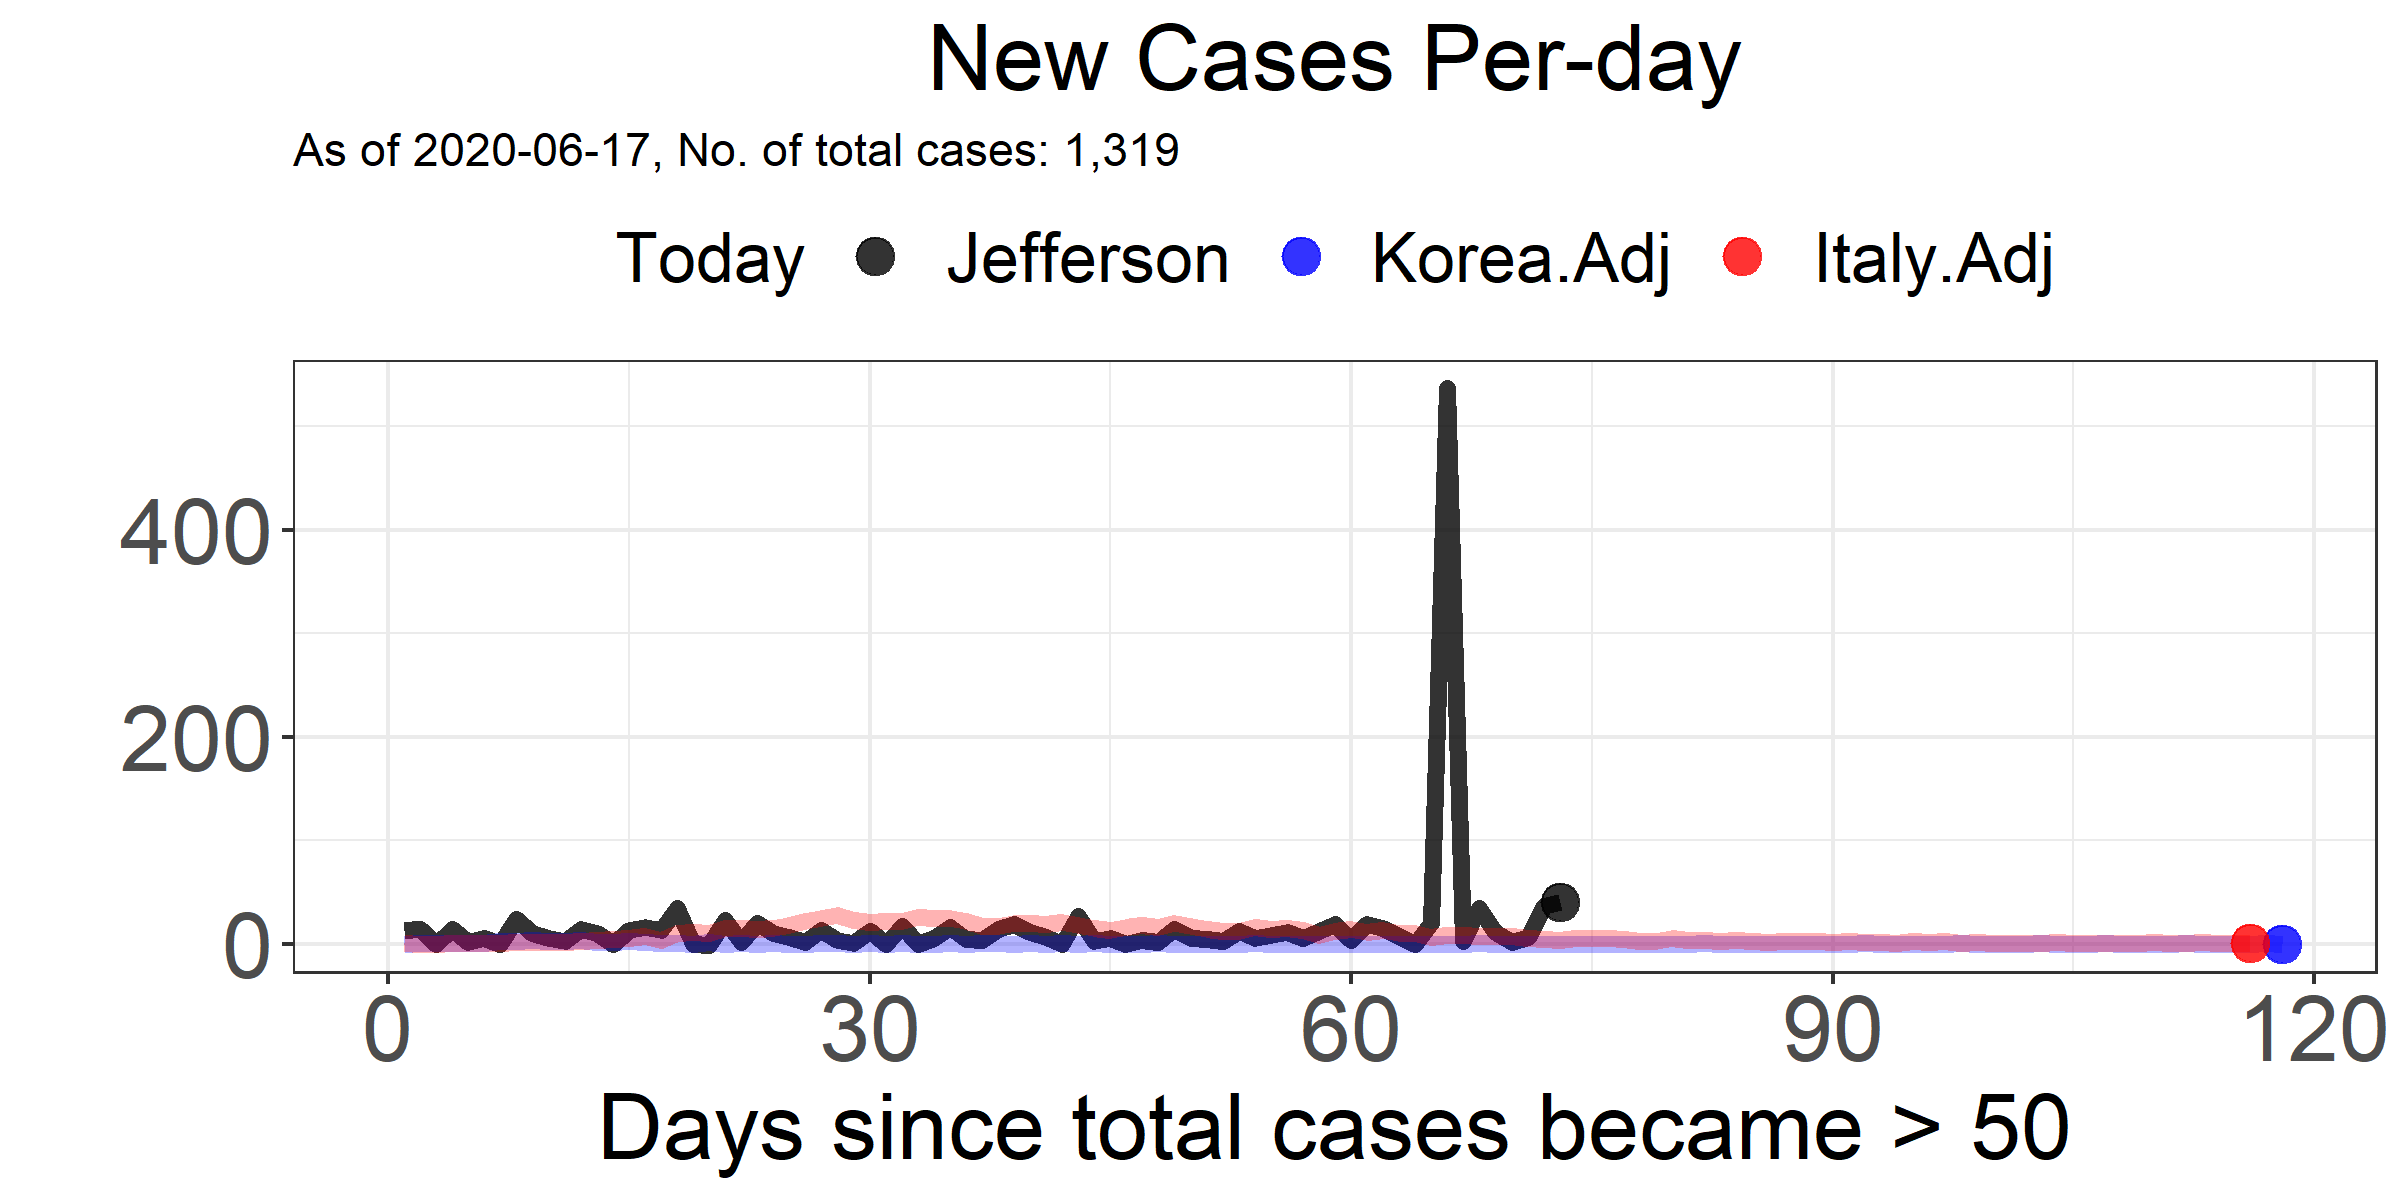 New Cases Per-day
As of 2020-06-17, No. of total cases: 1,319
Today Jefferson Korea.Adj Italy.Adj
400
200
0
0 30 60 90 120
Days since total cases became > 50